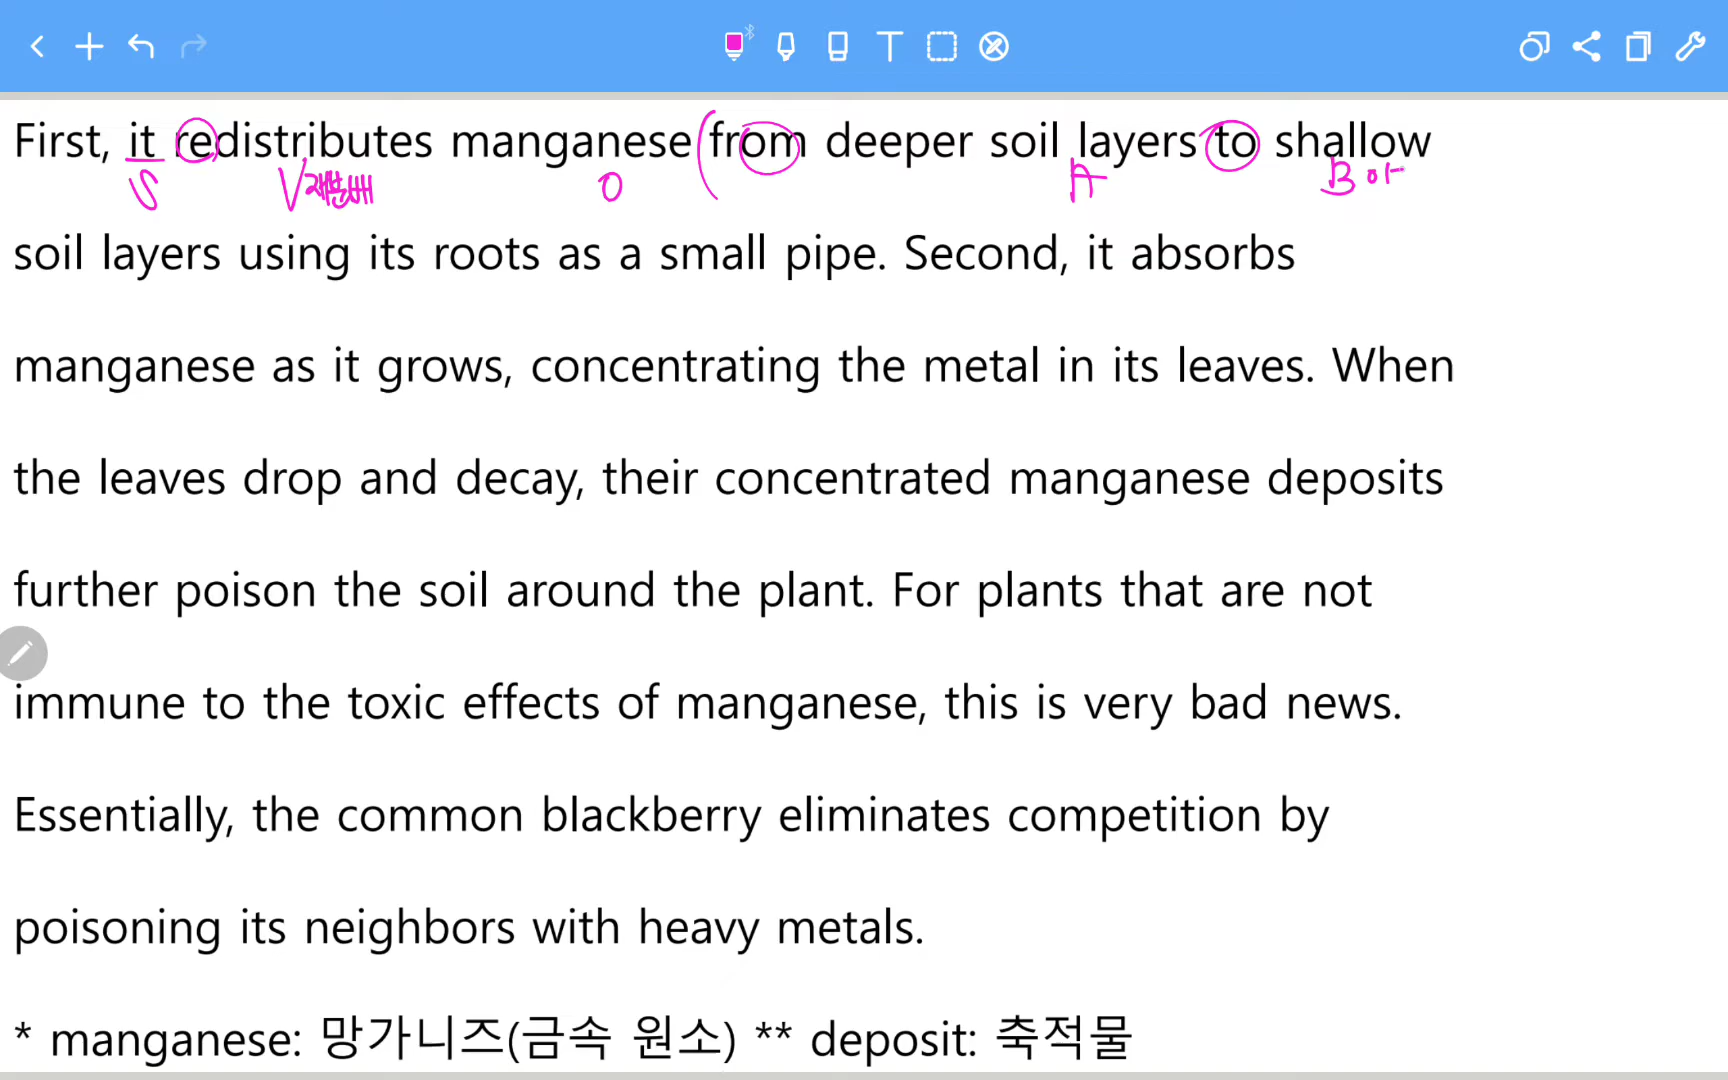 First, it redistributes manganese from deeper soil layers to shallow
S V 재분배 O ( A B
soil layers using its roots as a small pipe. Second, it absorbs
manganese as it grows, concentrating the metal in its leaves. When
the leaves drop and decay, their concentrated manganese deposits
further poison the soil around the plant. For plants that are not
immune to the toxic effects of manganese, this is very bad news.
Essentially, the common blackberry eliminates competition by
poisoning its neighbors with heavy metals.
* manganese: 망가니즈(금속 원소) ** deposit: 축적물